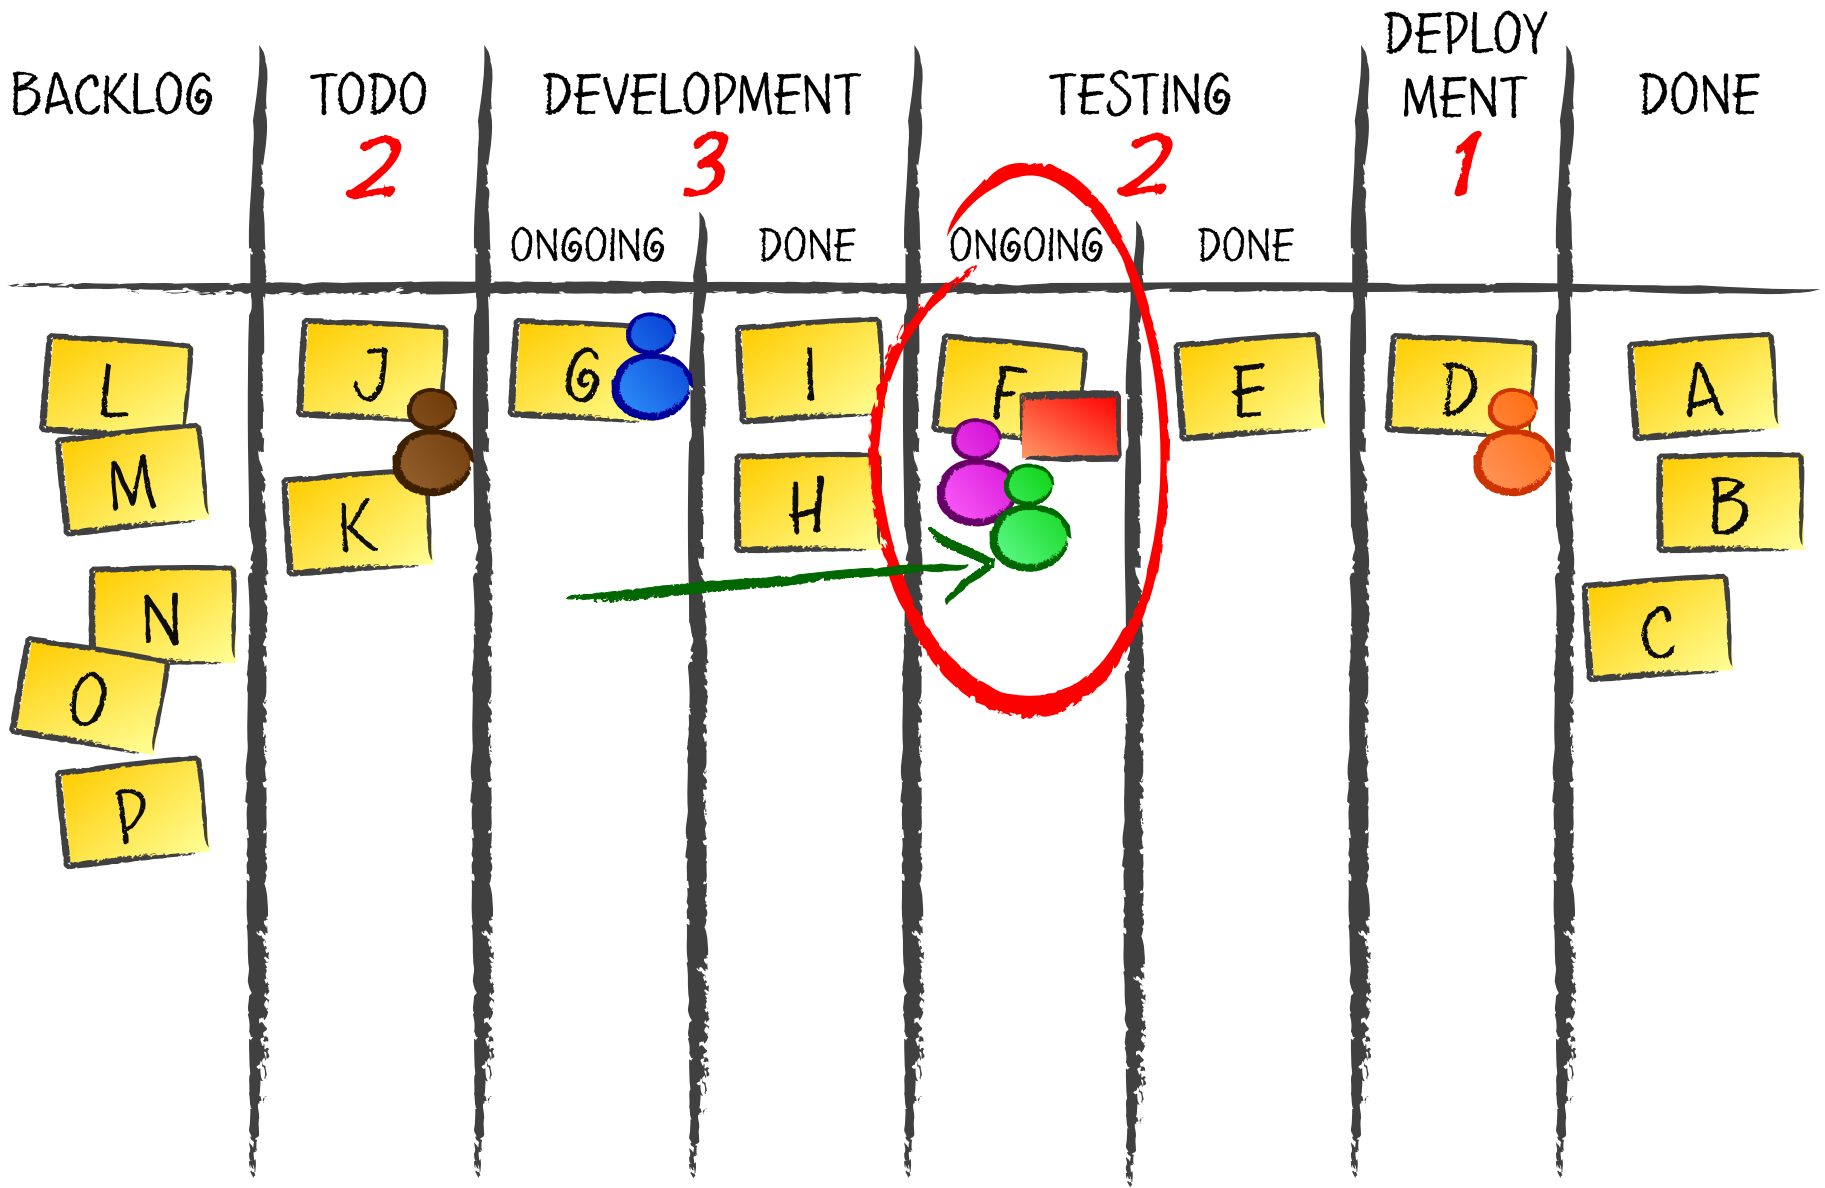 BACKLOG
TODO
2
DEVELOPMENT
3
ONGOING
DONE
TESTING
2
ONGOING
DONE
DEPLOY
MENT
1
DONE
L
M
N
O
P
J
K
G
I
H
F
E
D
A
B
C